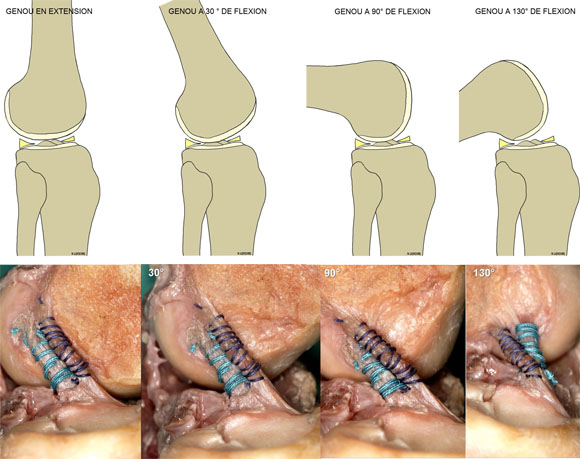 GENOU EN EXTENSION
GENOU A 30 ° DE FLEXION
GENOU A 90° DE FLEXION
GENOU A 130° DE FLEXION
30°
90°
130°